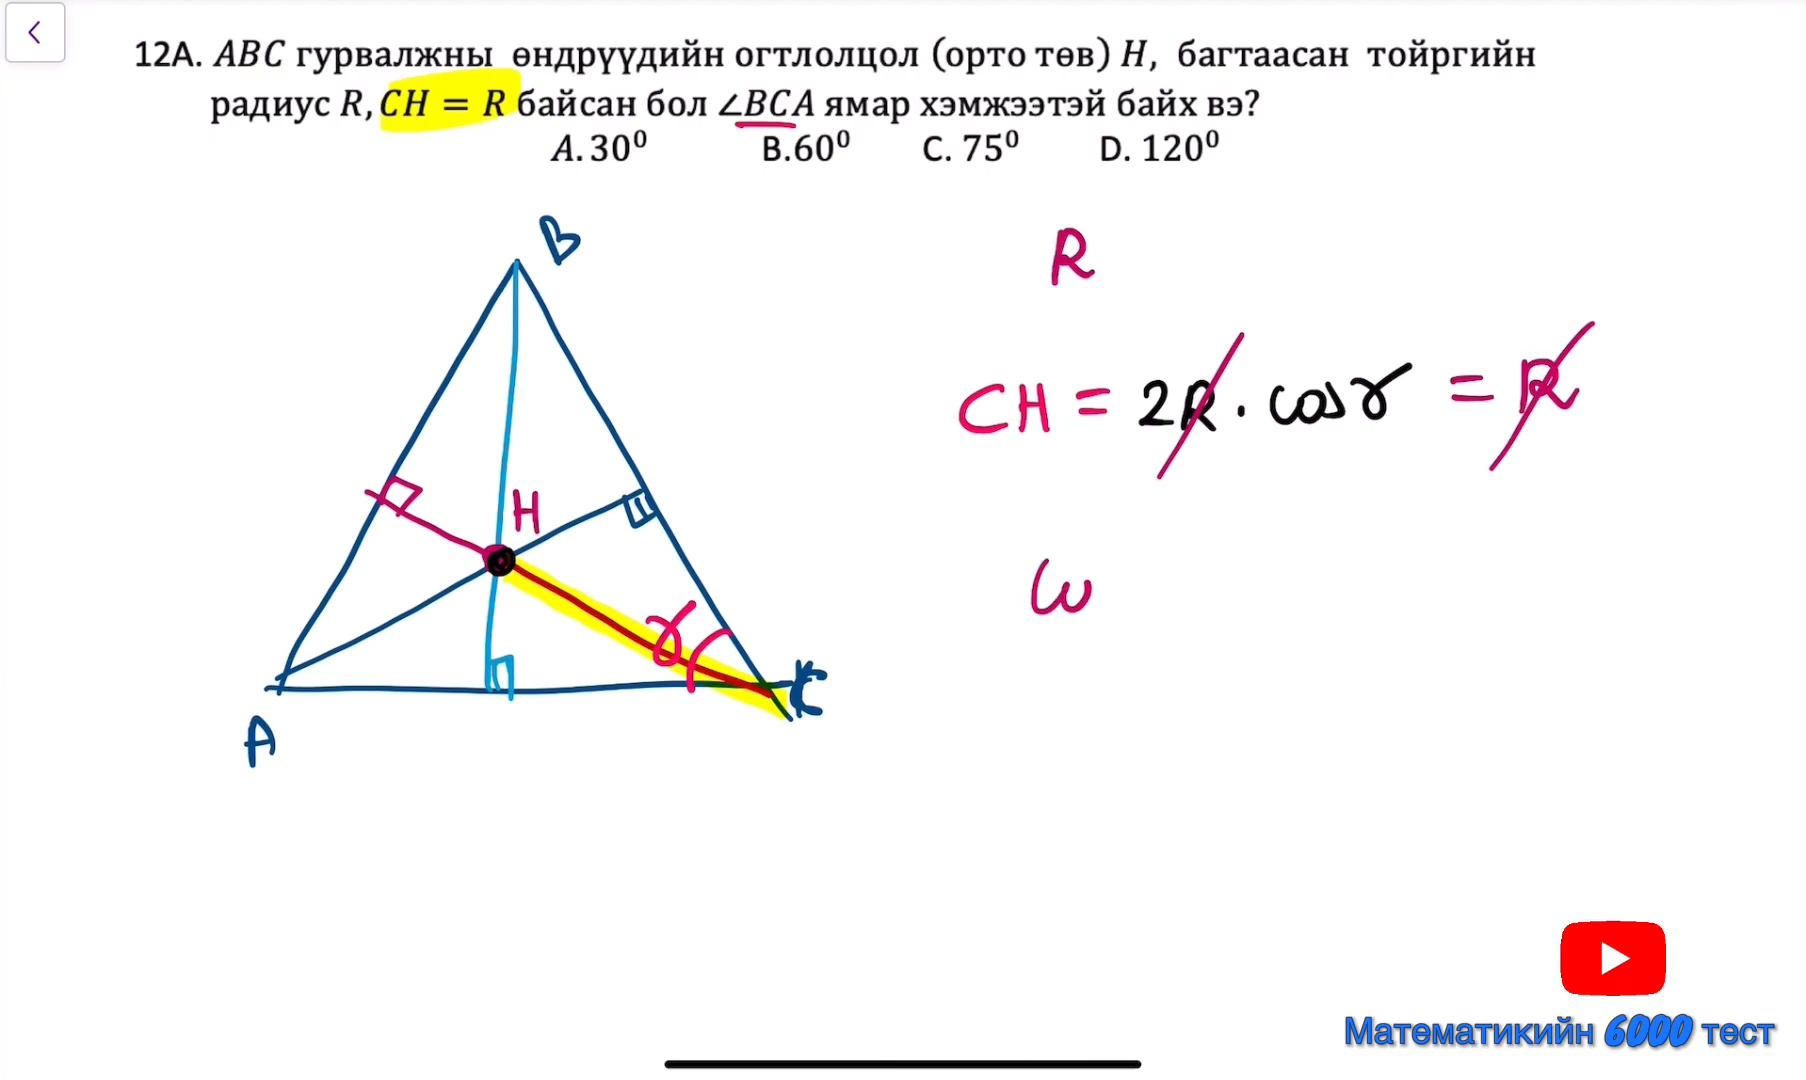 12A. ABC гурвалжны өндрүүдийн огтлолцол (орто төв) H, багтаасан тойргийн
радиус R, CH = R байсан бол ∠BCA ямар хэмжээтэй байх вэ?
A. 30⁰ B.60⁰ C. 75⁰ D. 120⁰
B
R
CH = 2R · cosγ = R
H
ω
γ
C
A
Математикийн 6000 тест